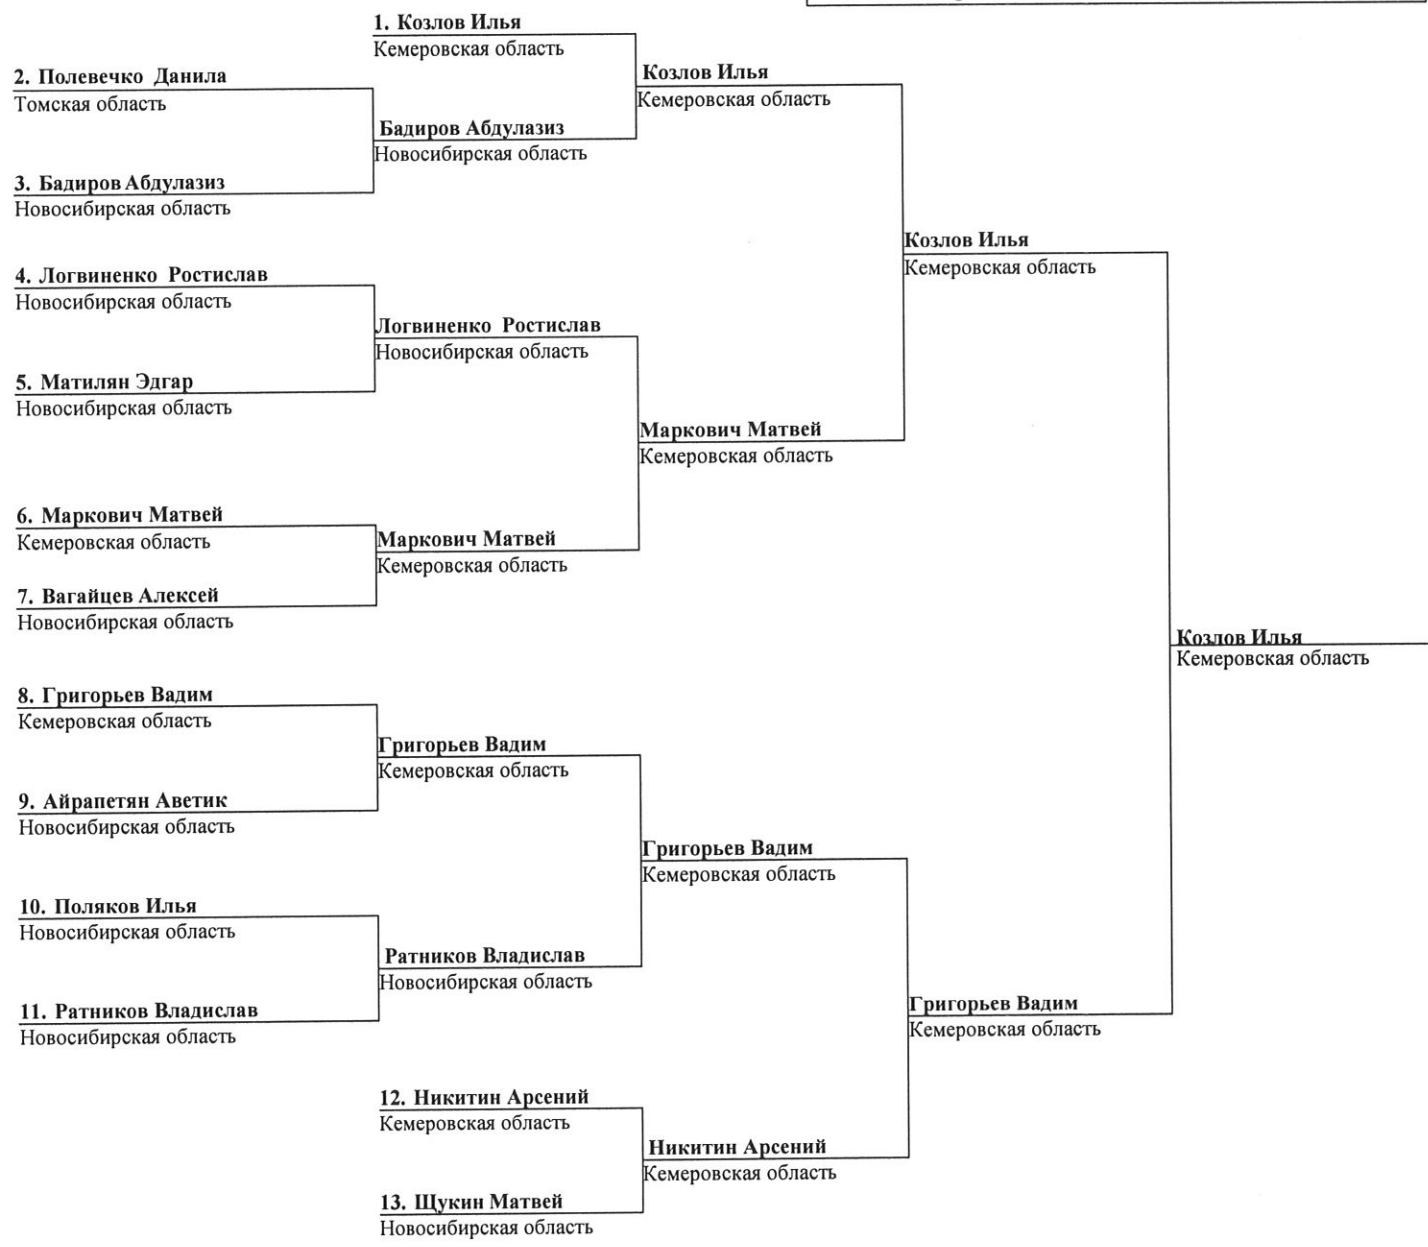 1. Козлов Илья
Кемеровская область
2. Полевечко Данила
Томская область
Козлов Илья
Кемеровская область
Бадиров Абдулазиз
Новосибирская область
3. Бадиров Абдулазиз
Новосибирская область
Козлов Илья
Кемеровская область
4. Логвиненко Ростислав
Новосибирская область
Логвиненко Ростислав
Новосибирская область
5. Матилян Эдгар
Новосибирская область
Маркович Матвей
Кемеровская область
6. Маркович Матвей
Кемеровская область
Маркович Матвей
Кемеровская область
7. Вагайцев Алексей
Новосибирская область
Козлов Илья
Кемеровская область
8. Григорьев Вадим
Кемеровская область
Григорьев Вадим
Кемеровская область
9. Айрапетян Аветик
Новосибирская область
Григорьев Вадим
Кемеровская область
10. Поляков Илья
Новосибирская область
Ратников Владислав
Новосибирская область
11. Ратников Владислав
Новосибирская область
Григорьев Вадим
Кемеровская область
12. Никитин Арсений
Кемеровская область
Никитин Арсений
Кемеровская область
13. Щукин Матвей
Новосибирская область